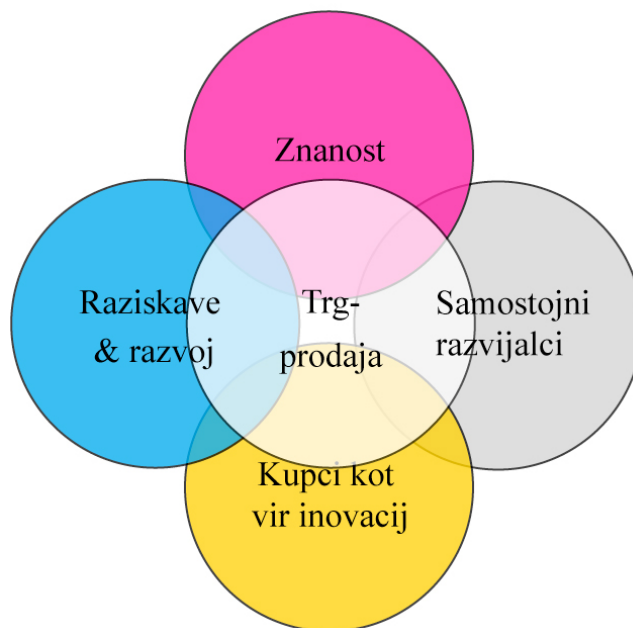 Znanost
Raziskave
& razvoj
Trg-
prodaja
Samostojni
razvijalci
Kupci kot
vir inovacij